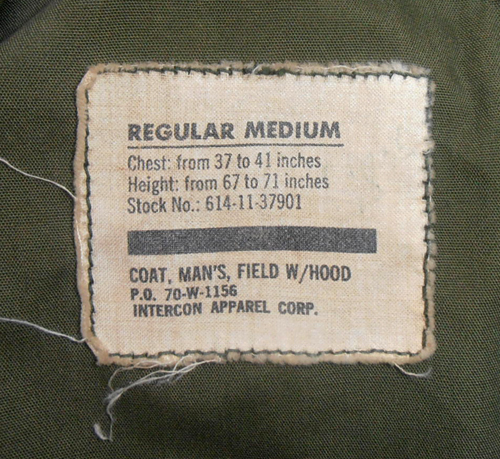 REGULAR MEDIUM
Chest: from 37 to 41 inches
Height: from 67 to 71 inches
Stock No.: 614-11-37901
COAT, MAN'S, FIELD W/HOOD
P.O. 70-W-1156
INTERCON APPAREL CORP.